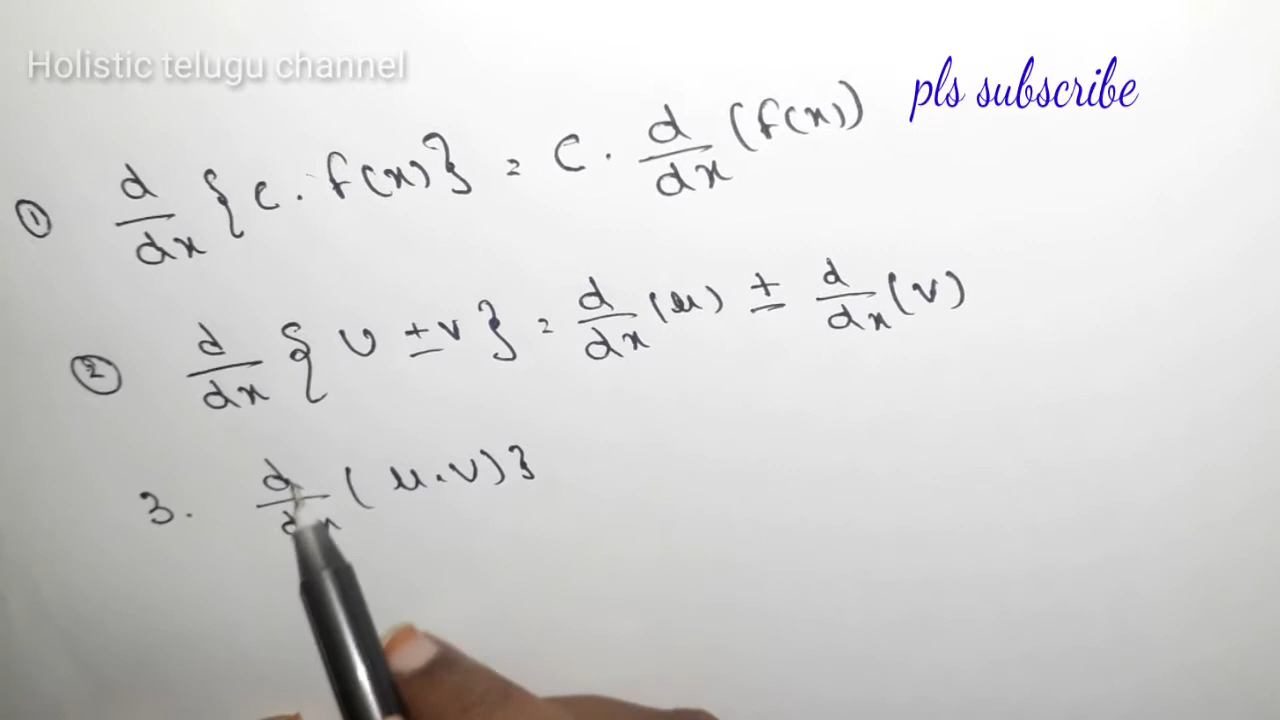 Holistic telugu channel
pls subscribe
① d/dx {c. f(x)} = c. d/dx (f(x))
② d/dx {u ± v} = d/dx (u) ± d/dx (v)
3. d/dx (u.v)}